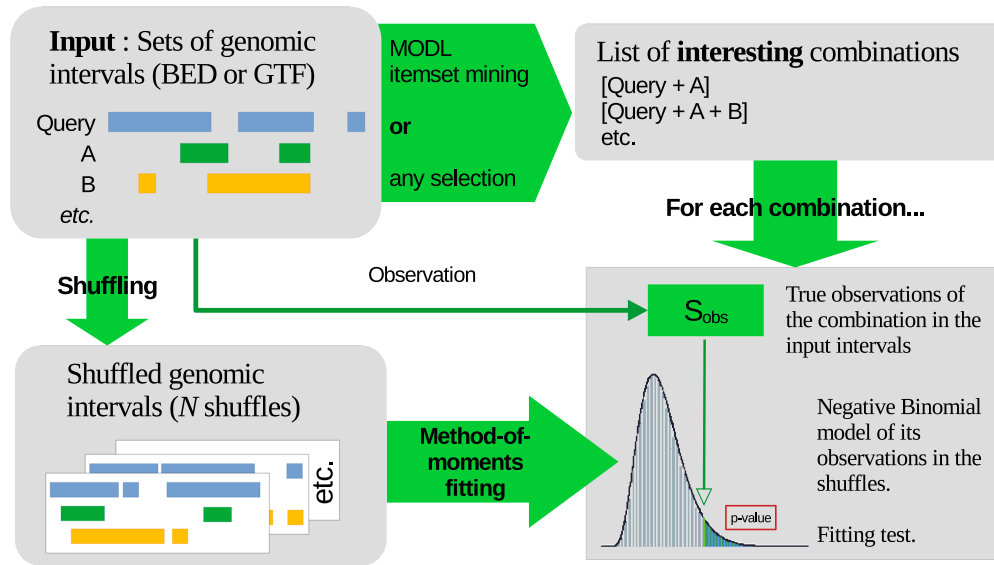 Input : Sets of genomic
intervals (BED or GTF)
Query
A
B
etc.
MODL
itemset mining
or
any selection
List of interesting combinations
[Query + A]
[Query + A + B]
etc.
For each combination...
Shuffling
Observation
Sobs
True observations of
the combination in the
input intervals
Shuffled genomic
intervals (N shuffles)
etc.
Method-of-
moments
fitting
Negative Binomial
model of its
observations in the
shuffles.
p-value
Fitting test.